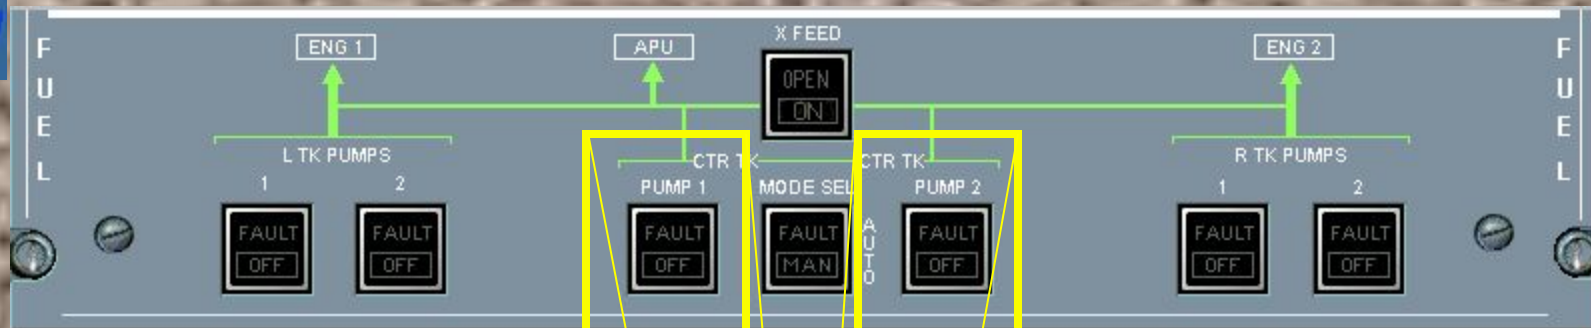 FUEL
FUEL
ENG 1
APU
X FEED
OPEN
ON
ENG 2
L TK PUMPS
1
2
CTR TK
CTR TK
PUMP 1
MODE SEL
PUMP 2
R TK PUMPS
1
2
FAULT
OFF
FAULT
OFF
FAULT
OFF
FAULT
MAN
AUTO
FAULT
OFF
FAULT
OFF
FAULT
OFF